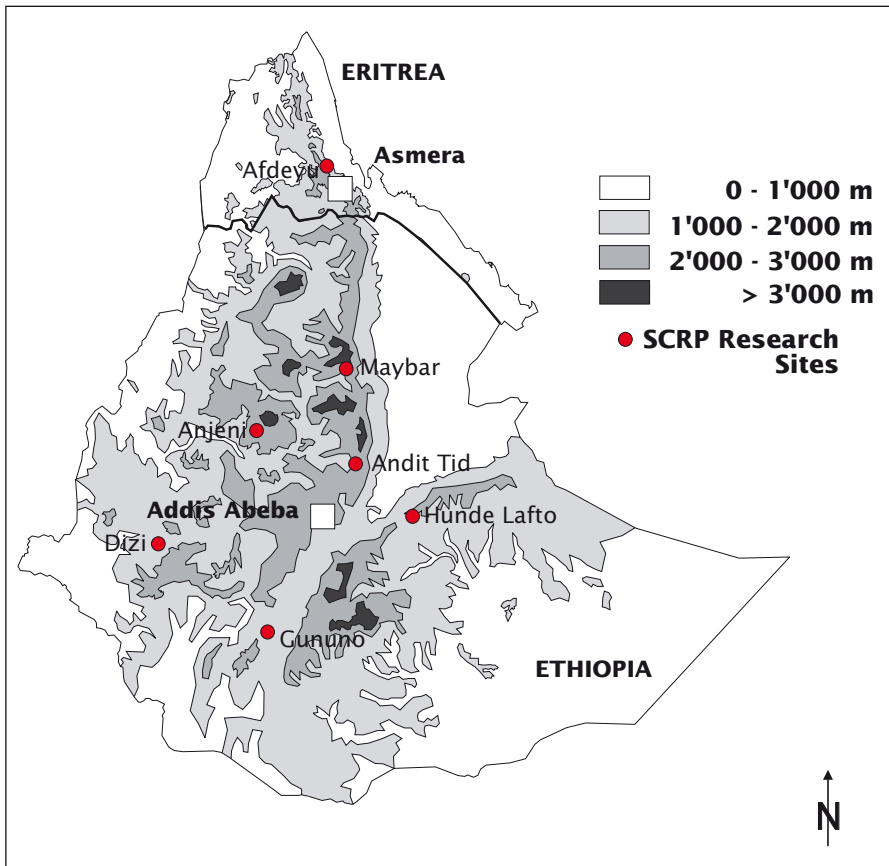 ERITREA
Afdeyu
Asmera
0 - 1'000 m
1'000 - 2'000 m
2'000 - 3'000 m
> 3'000 m
SCRP Research
Sites
Maybar
Anjeni
Andit Tid
Addis Abeba
Hunde Lafto
Dizi
Gununo
ETHIOPIA
N